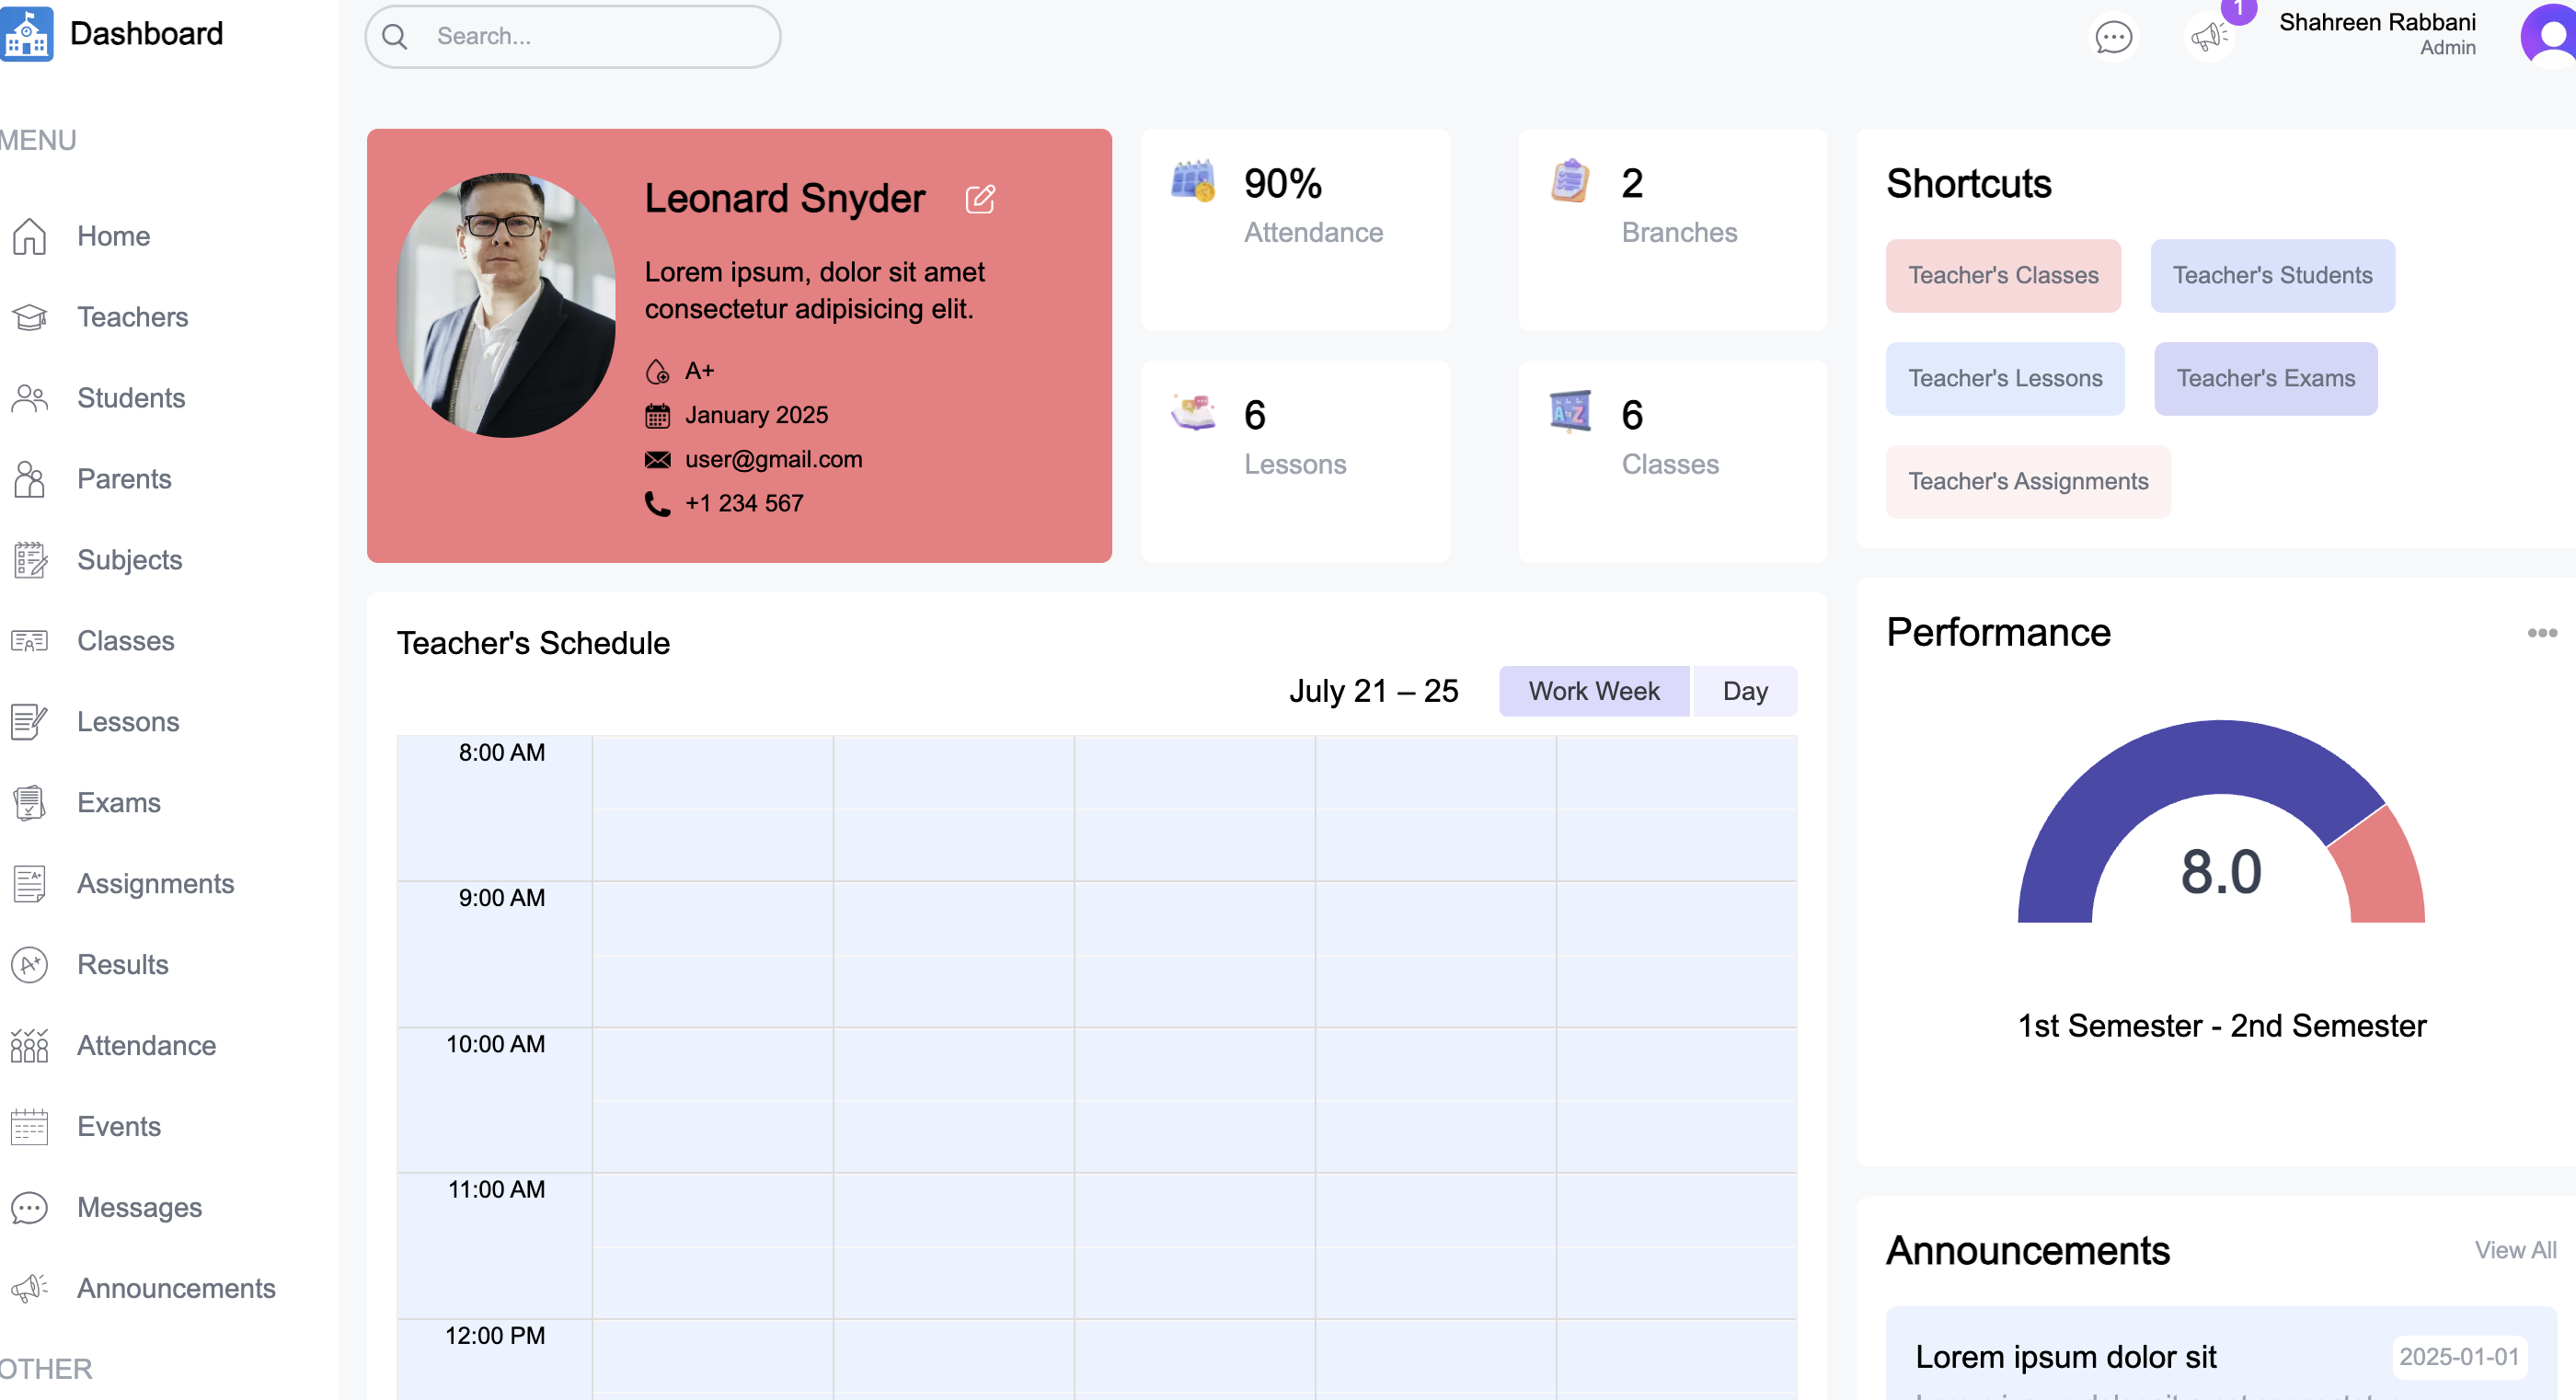 Dashboard
Search...
1
Shahreen Rabbani
Admin
MENU
Home
Teachers
Students
Parents
Subjects
Classes
Lessons
Exams
Assignments
Results
Attendance
Events
Messages
Announcements
OTHER
Leonard Snyder
Lorem ipsum, dolor sit amet
consectetur adipisicing elit.
A+
January 2025
user@gmail.com
+1 234 567
90%
Attendance
2
Branches
6
Lessons
6
Classes
Teacher's Schedule
July 21 – 25
Work Week
Day
8:00 AM
9:00 AM
10:00 AM
11:00 AM
12:00 PM
Shortcuts
Teacher's Classes
Teacher's Students
Teacher's Lessons
Teacher's Exams
Teacher's Assignments
Performance
8.0
1st Semester - 2nd Semester
Announcements
View All
Lorem ipsum dolor sit
2025-01-01